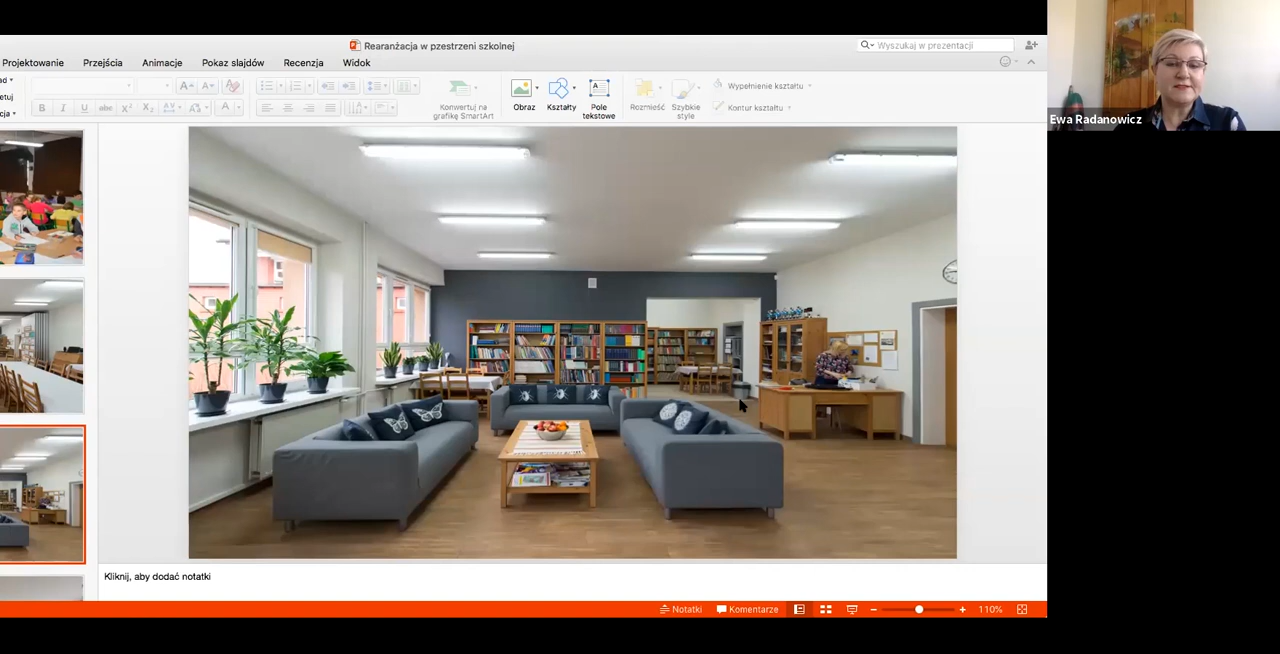 Rearanżacja w pzestrzeni szkolnej
Wyszukaj w prezentacji
Projektowanie Przejścia Animacje Pokaz slajdów Recenzja Widok
Konwertuj na grafikę SmartArt
Obraz Kształty Pole tekstowe
Rozmieść Szybkie style
Wypełnienie kształtu
Kontur kształtu
Ewa Radanowicz
Kliknij, aby dodać notatki
Notatki Komentarze 110%